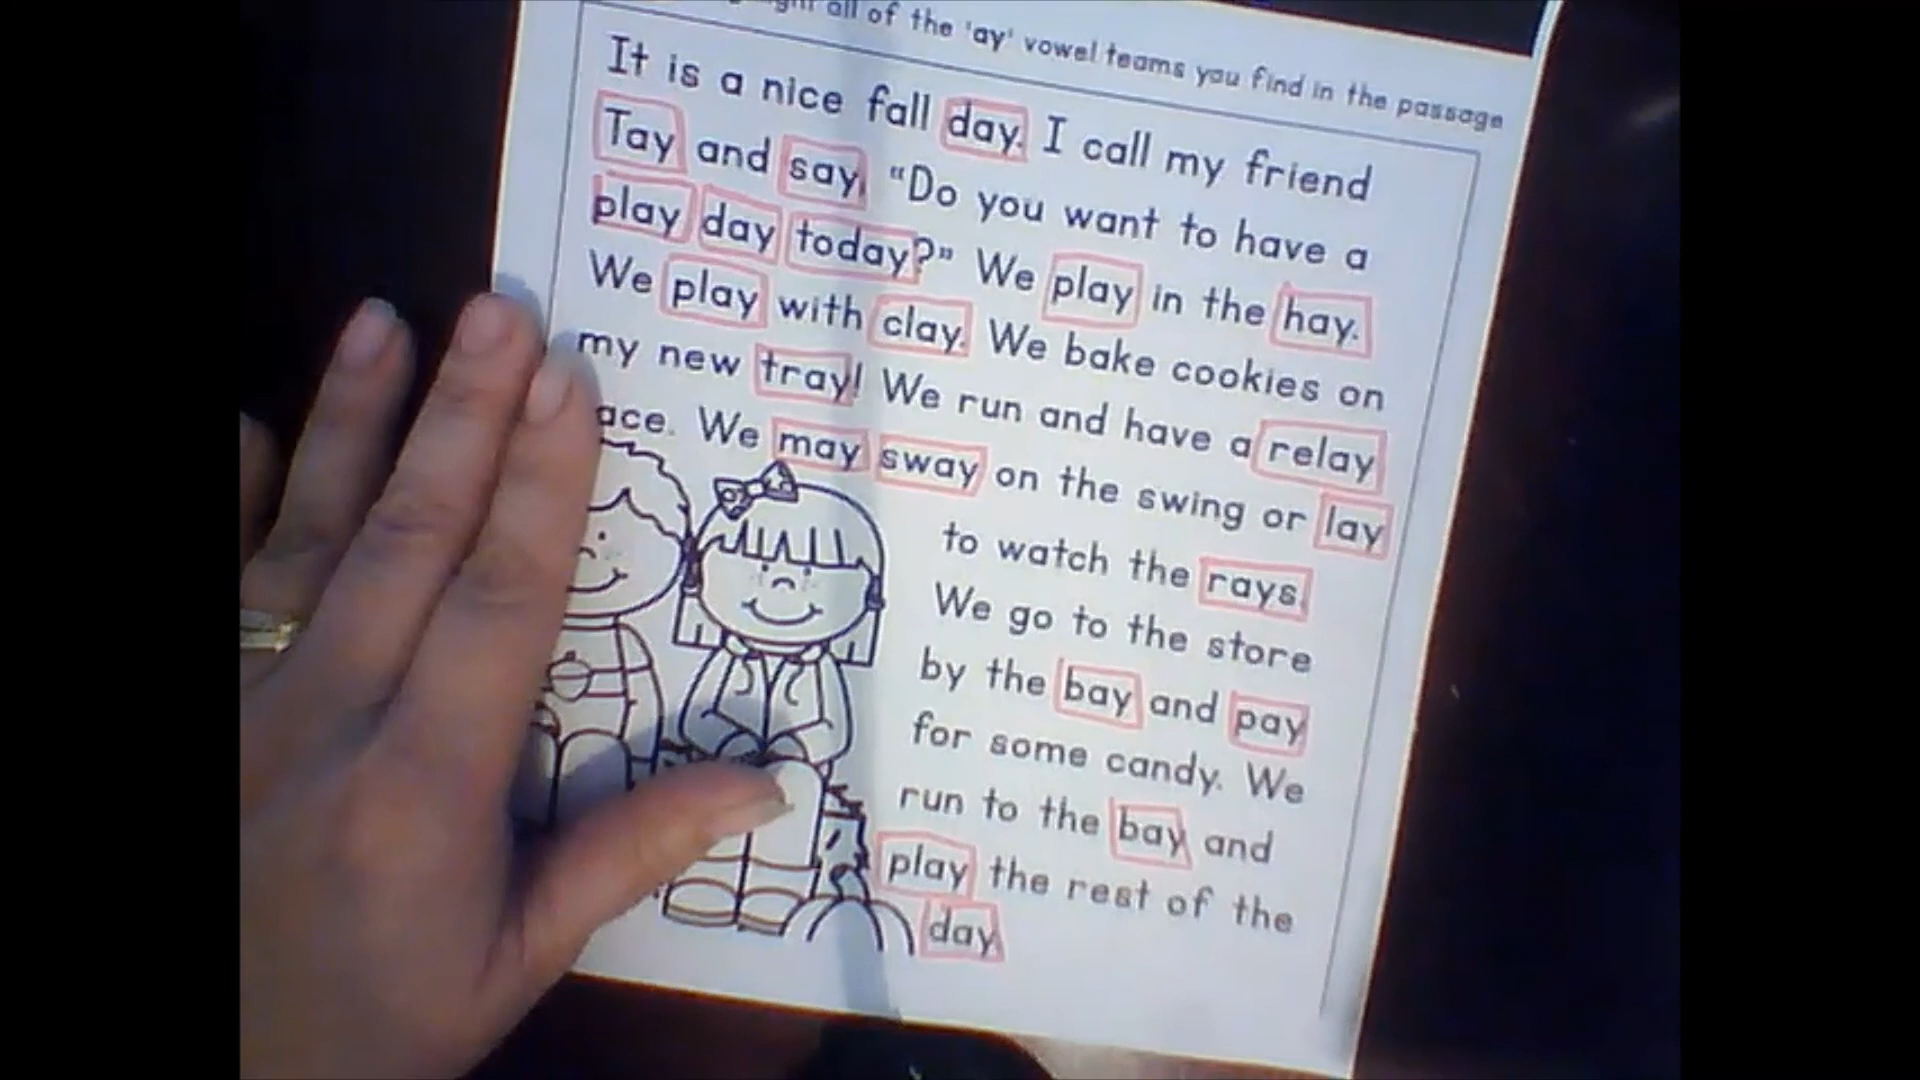 all of the 'ay' vowel teams you find in the passage
It is a nice fall day. I call my friend
Tay and say, “Do you want to have a
play day today?” We play in the hay.
We play with clay. We bake cookies on
my new tray! We run and have a relay
ace. We may sway on the swing or lay
to watch the rays.
We go to the store
by the bay and pay
for some candy. We
run to the bay and
play the rest of the
day.